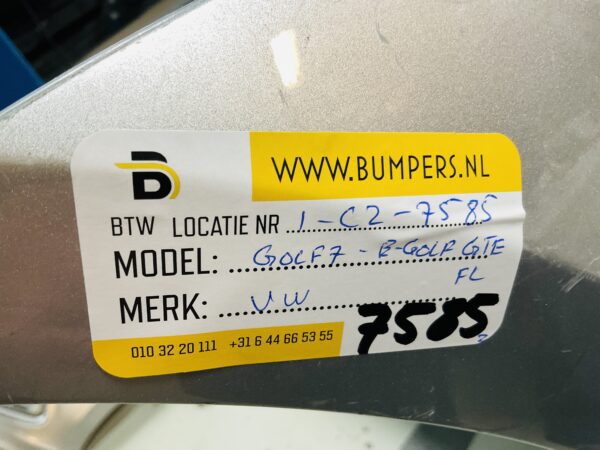 B
WWW.BUMPERS.NL
BTW LOCATIE NR 1-C2-7585
MODEL: GOLF7 - E-GOLF GTE
FL
MERK: VW
7585
010 32 20 111 +31 6 44 66 53 55